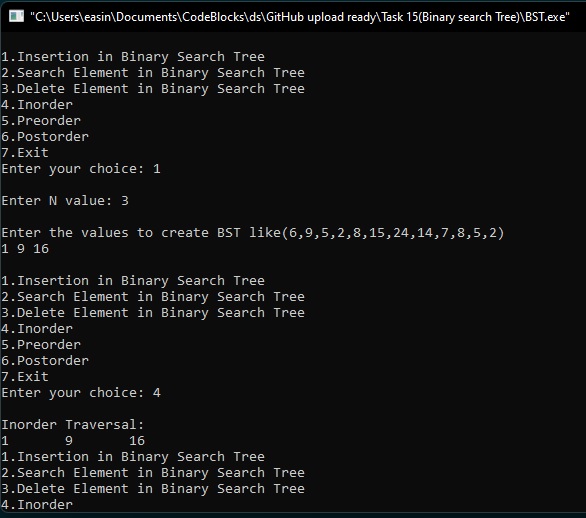 "C:\Users\easin\Documents\CodeBlocks\ds\GitHub upload ready\Task 15(Binary search Tree)\BST.exe"
1.Insertion in Binary Search Tree
2.Search Element in Binary Search Tree
3.Delete Element in Binary Search Tree
4.Inorder
5.Preorder
6.Postorder
7.Exit
Enter your choice: 1
Enter N value: 3
Enter the values to create BST like(6,9,5,2,8,15,24,14,7,8,5,2)
1 9 16
1.Insertion in Binary Search Tree
2.Search Element in Binary Search Tree
3.Delete Element in Binary Search Tree
4.Inorder
5.Preorder
6.Postorder
7.Exit
Enter your choice: 4
Inorder Traversal:
1       9       16
1.Insertion in Binary Search Tree
2.Search Element in Binary Search Tree
3.Delete Element in Binary Search Tree
4.Inorder